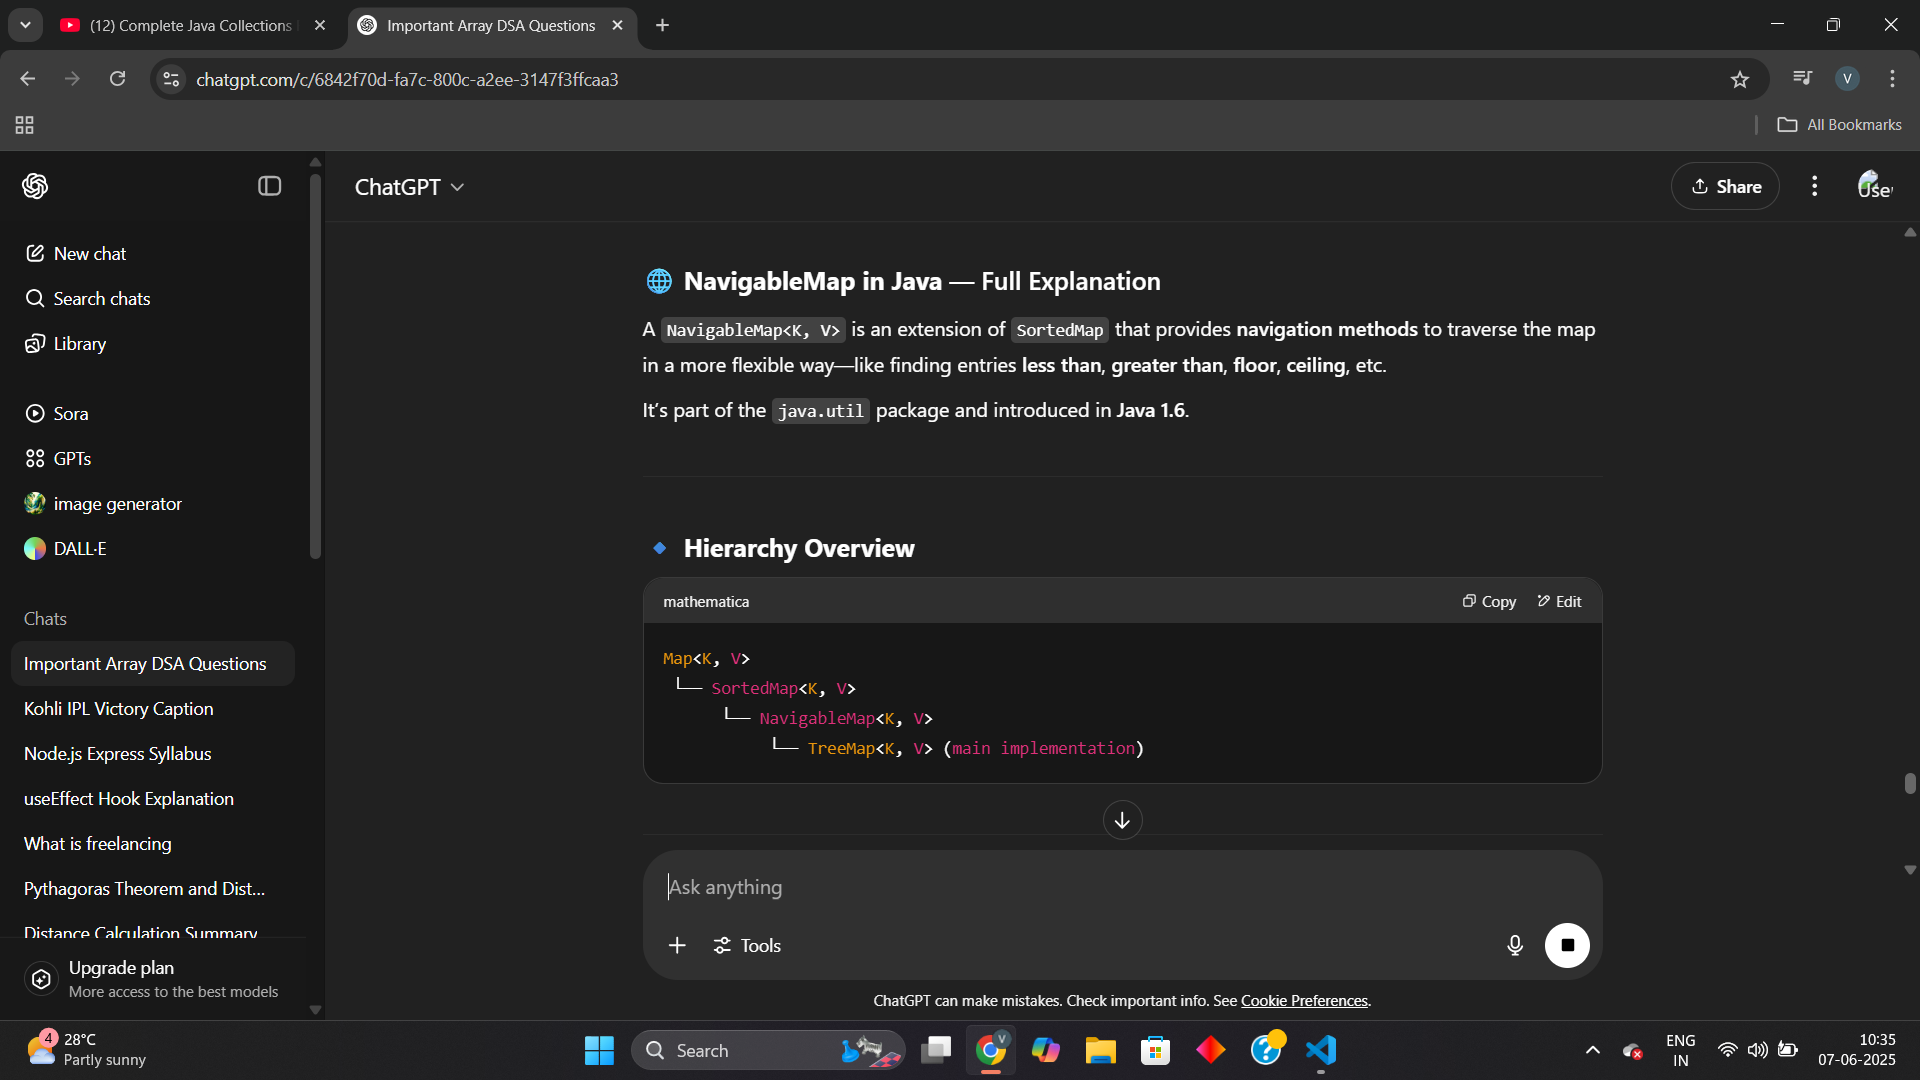 (12) Complete Java Collections
Important Array DSA Questions
chatgpt.com/c/6842f70d-fa7c-800c-a2ee-3147f3ffcaa3
V
All Bookmarks
ChatGPT
Share
User
New chat
Search chats
Library
Sora
GPTs
image generator
DALL·E
Chats
Important Array DSA Questions
Kohli IPL Victory Caption
Node.js Express Syllabus
useEffect Hook Explanation
What is freelancing
Pythagoras Theorem and Dist...
Distance Calculation Summary
Upgrade plan
More access to the best models
NavigableMap in Java — Full Explanation
A NavigableMap<K, V> is an extension of SortedMap that provides navigation methods to traverse the map
in a more flexible way—like finding entries less than, greater than, floor, ceiling, etc.
It's part of the java.util package and introduced in Java 1.6.
Hierarchy Overview
mathematica
Copy
Edit
Map<K, V>
└── SortedMap<K, V>
└── NavigableMap<K, V>
└── TreeMap<K, V> (main implementation)
Ask anything
Tools
ChatGPT can make mistakes. Check important info. See Cookie Preferences.
4
28°C
Partly sunny
Search
V
ENG
IN
10:35
07-06-2025